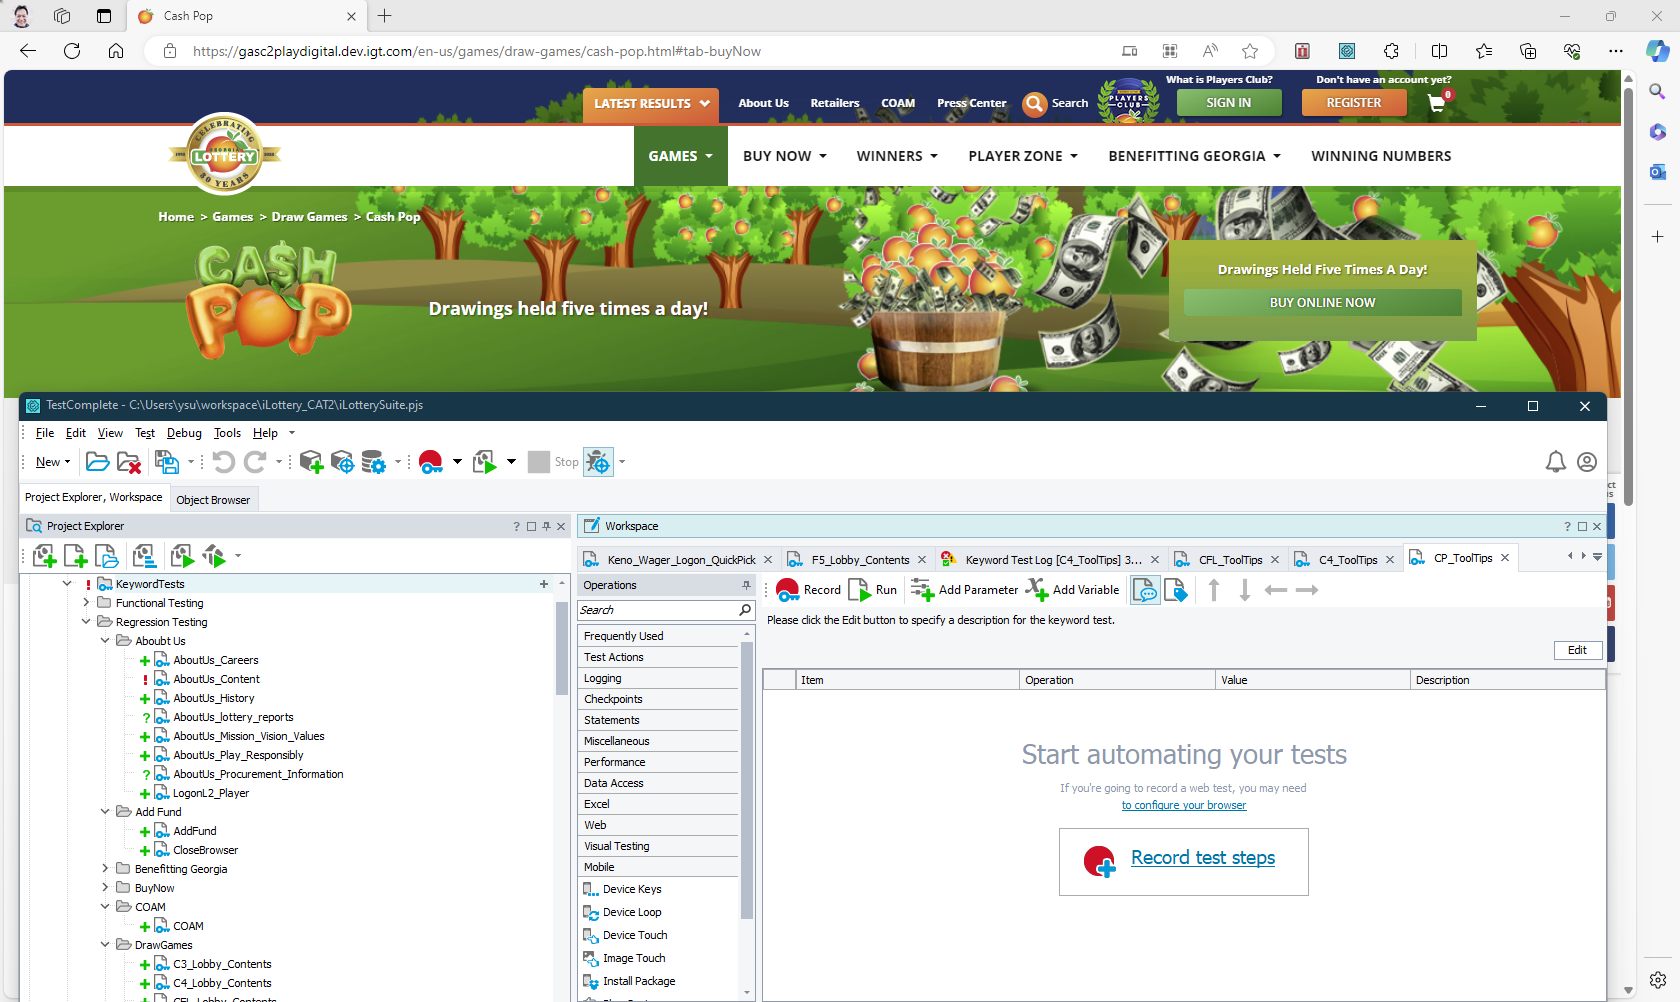 Cash Pop
https://gasc2playdigital.dev.igt.com/en-us/games/draw-games/cash-pop.html#tab-buyNow
What is Players Club?
Don't have an account yet?
LATEST RESULTS
About Us
Retailers
COAM
Press Center
Search
PLAYERS CLUB
SIGN IN
REGISTER
0
CELEBRATING
GEORGIA
LOTTERY
30 YEARS
GAMES
BUY NOW
WINNERS
PLAYER ZONE
BENEFITTING GEORGIA
WINNING NUMBERS
Home > Games > Draw Games > Cash Pop
CA$H
POP
Drawings held five times a day!
Drawings Held Five Times A Day!
BUY ONLINE NOW
TestComplete - C:\Users\ysu\workspace\iLottery_CAT2\iLotterySuite.pjs
File Edit View Test Debug Tools Help
New
Stop
Project Explorer, Workspace
Object Browser
Project Explorer
Workspace
Keno_Wager_Logon_QuickPick
F5_Lobby_Contents
Keyword Test Log [C4_ToolTips] 3...
CFL_ToolTips
C4_ToolTips
CP_ToolTips
KeywordTests
Functional Testing
Regression Testing
Aboubt Us
AboutUs_Careers
AboutUs_Content
AboutUs_History
AboutUs_lottery_reports
AboutUs_Mission_Vision_Values
AboutUs_Play_Responsibly
AboutUs_Procurement_Information
LogonL2_Player
Add Fund
AddFund
CloseBrowser
Benefitting Georgia
BuyNow
COAM
COAM
DrawGames
C3_Lobby_Contents
C4_Lobby_Contents
CFL_Lobby_Contents
Operations
Search
Frequently Used
Test Actions
Logging
Checkpoints
Statements
Miscellaneous
Performance
Data Access
Excel
Web
Visual Testing
Mobile
Device Keys
Device Loop
Device Touch
Image Touch
Install Package
Record
Run
Add Parameter
Add Variable
Please click the Edit button to specify a description for the keyword test.
Edit
Item Operation Value Description
Start automating your tests
If you're going to record a web test, you may need
to configure your browser
Record test steps